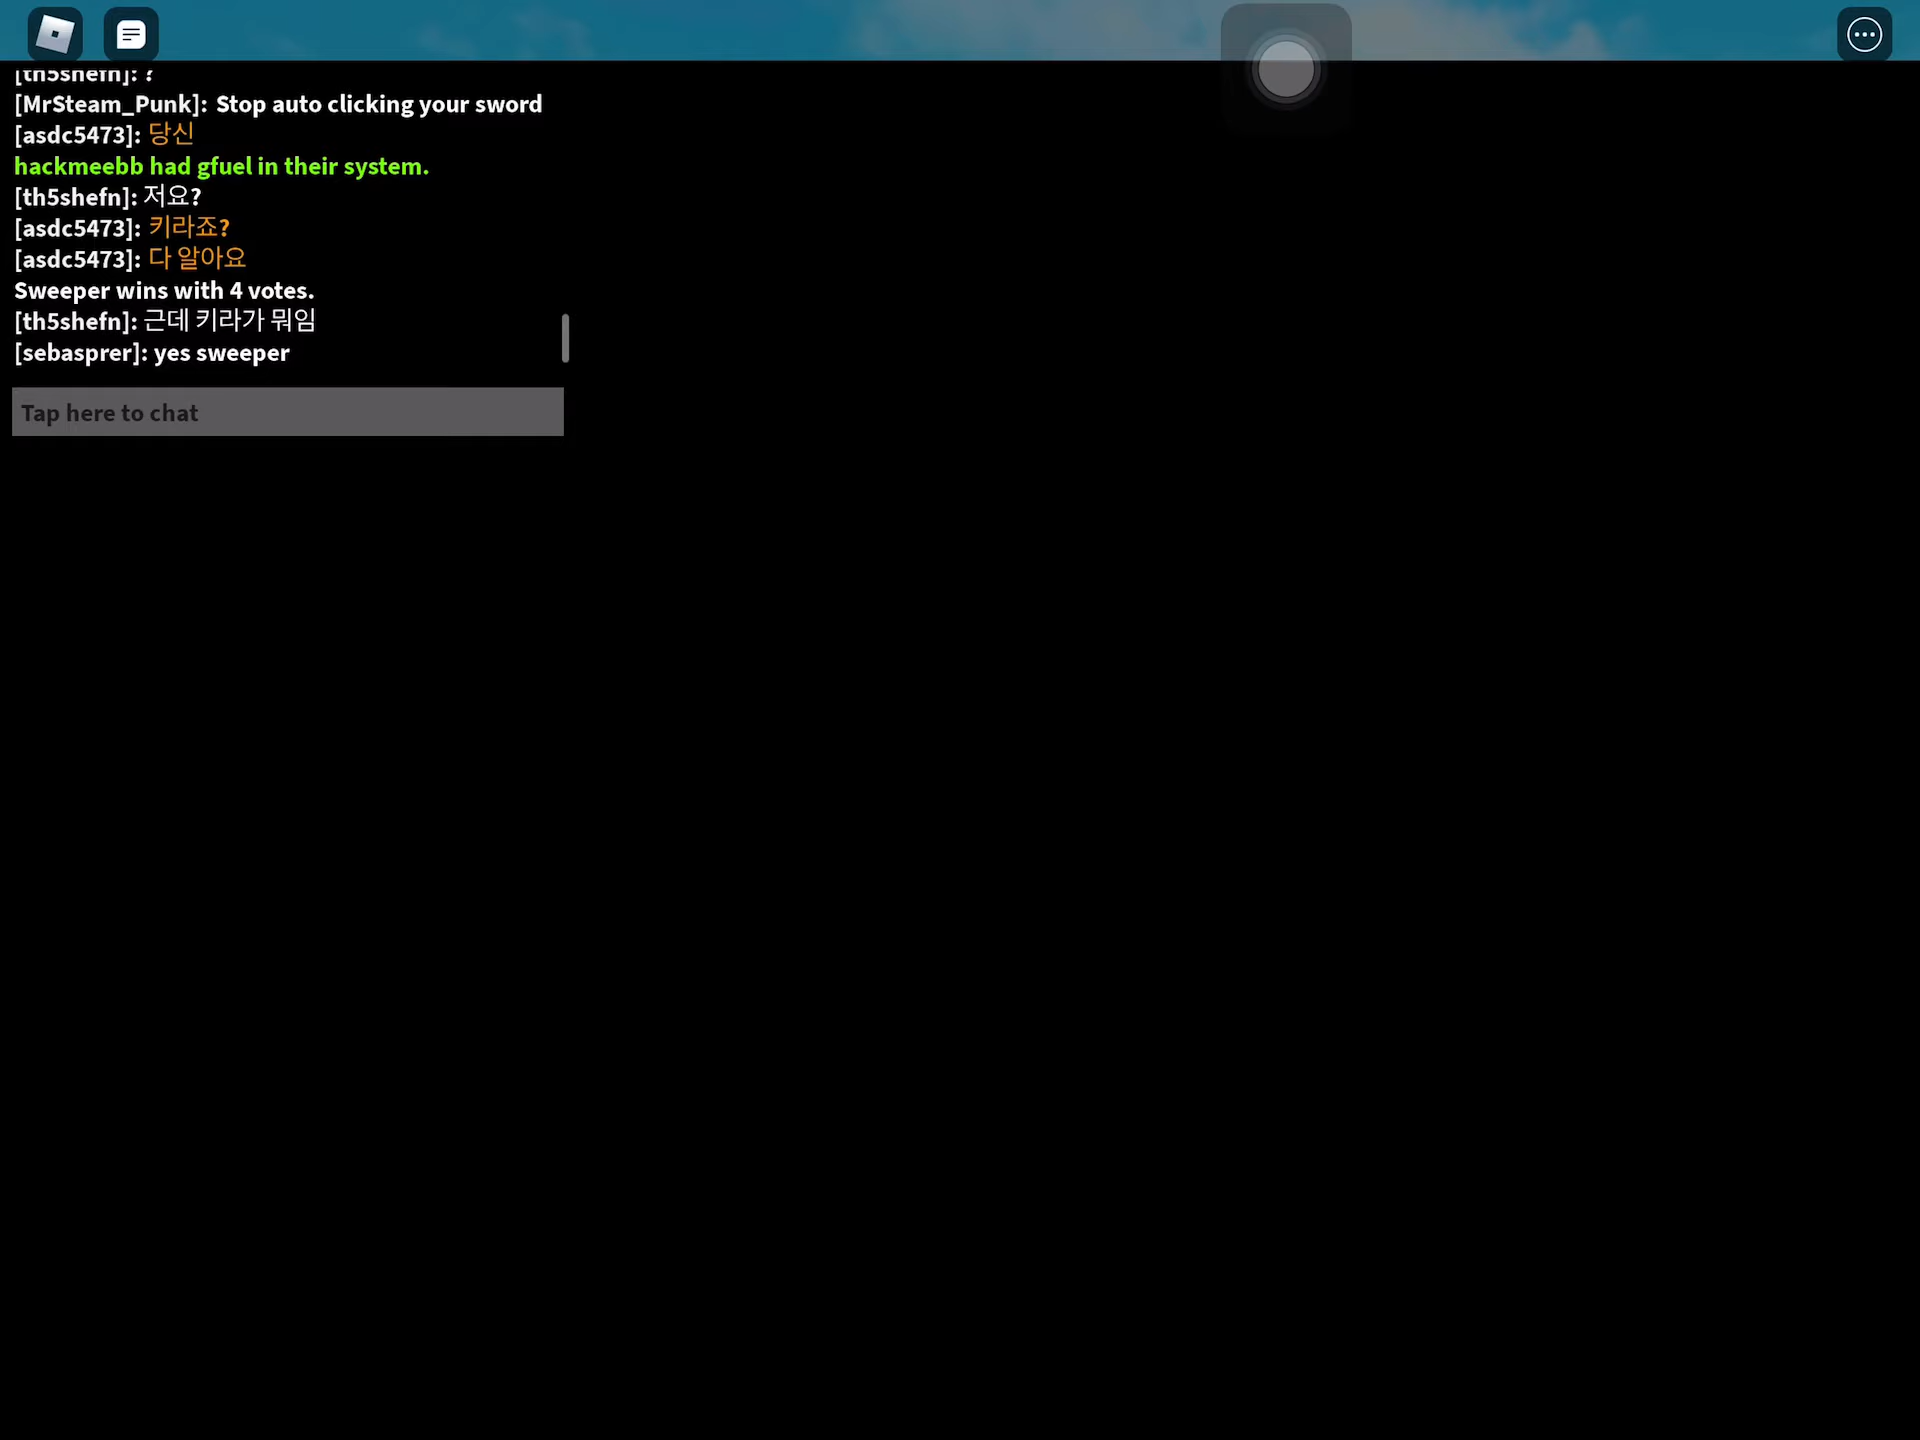 [th5shefn]: ?
[MrSteam_Punk]: Stop auto clicking your sword
[asdc5473]: 당신
hackmeebb had gfuel in their system.
[th5shefn]: 저요?
[asdc5473]: 키라죠?
[asdc5473]: 다 알아요
Sweeper wins with 4 votes.
[th5shefn]: 근데 키라가 뭐임
[sebasprer]: yes sweeper
Tap here to chat